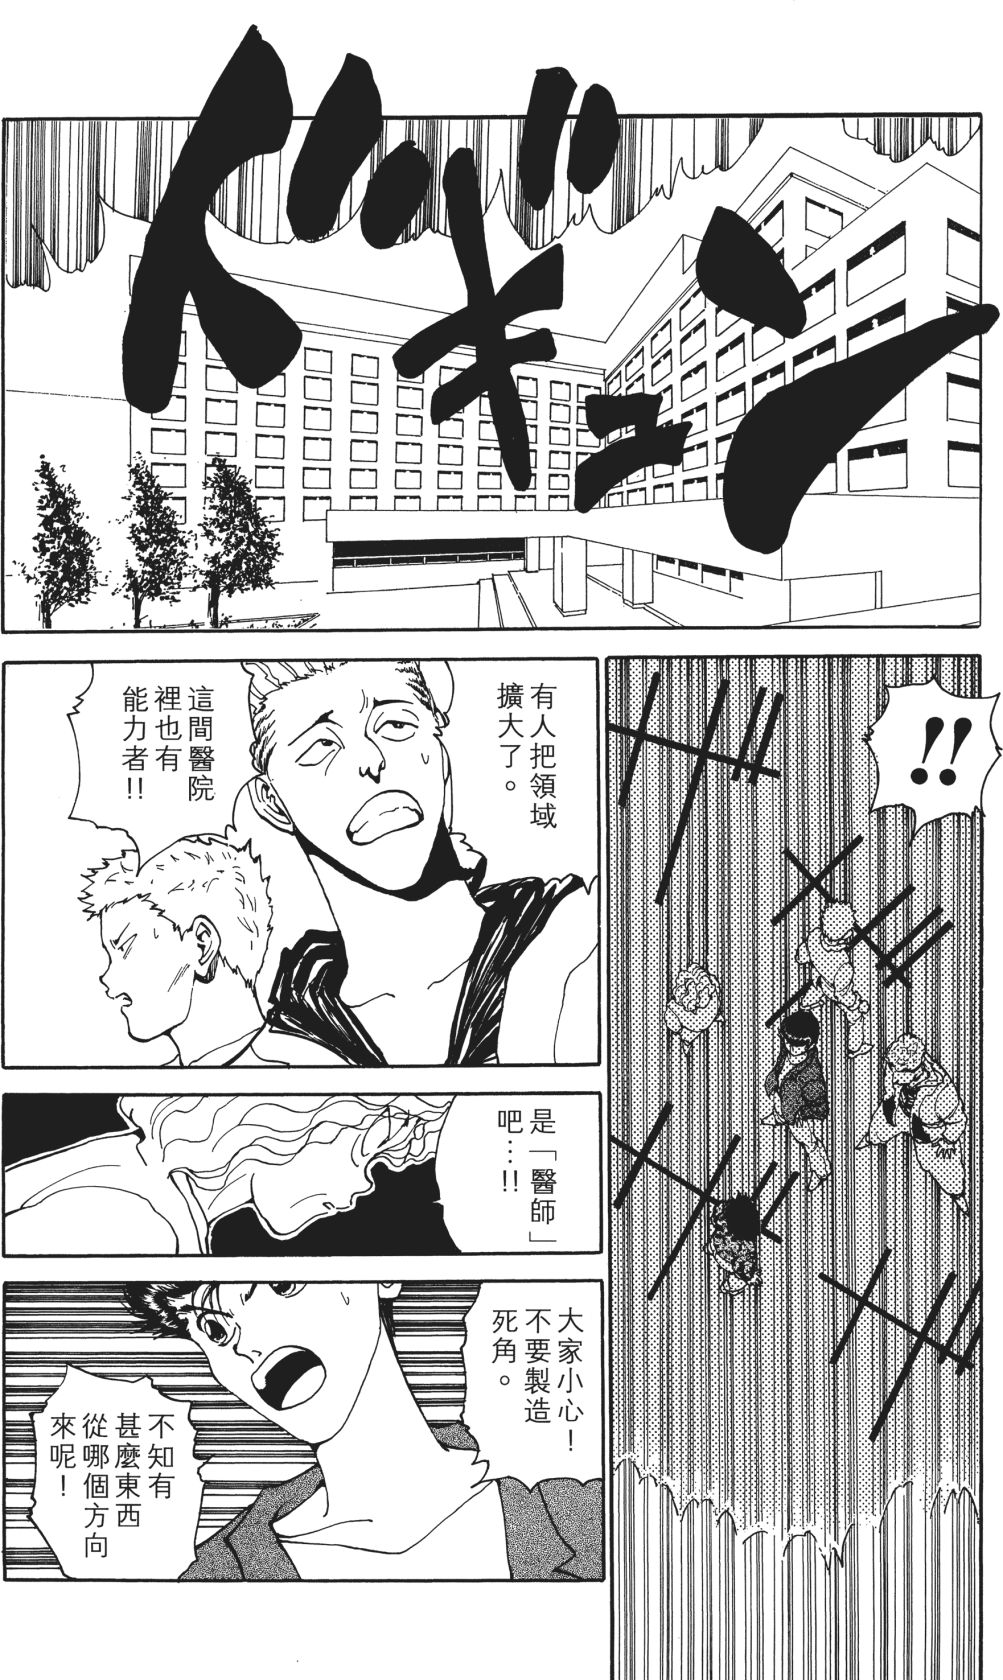 ドギュン
!!
有人把領域
擴大了。
這間醫院
裡也有
能力者!!
是「醫師」
吧…!!
大家小心!
不要製造
死角。
不知有
甚麼東西
從哪個方向
來呢!